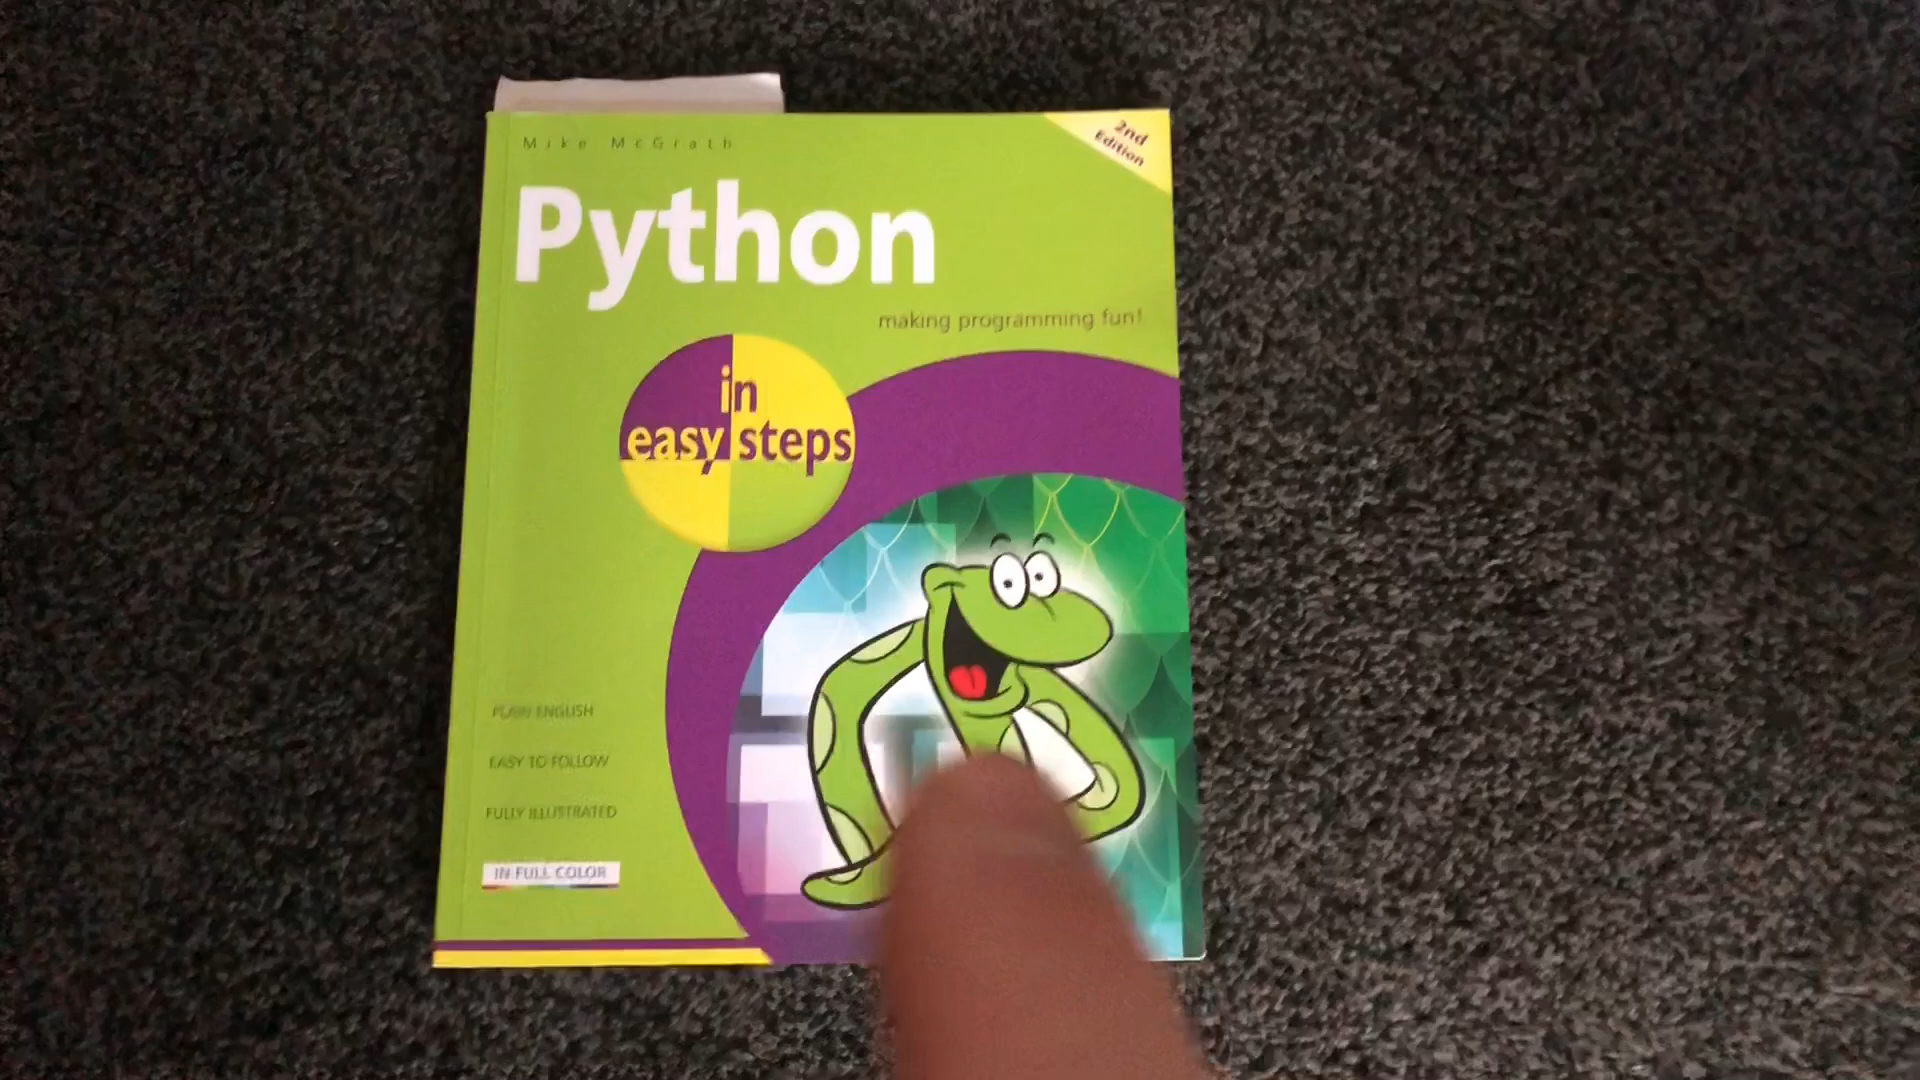 Mike McGrath
2nd
Edition
Python
making programming fun!
in
easy steps
PLAIN ENGLISH
EASY TO FOLLOW
FULLY ILLUSTRATED
IN FULL COLOR